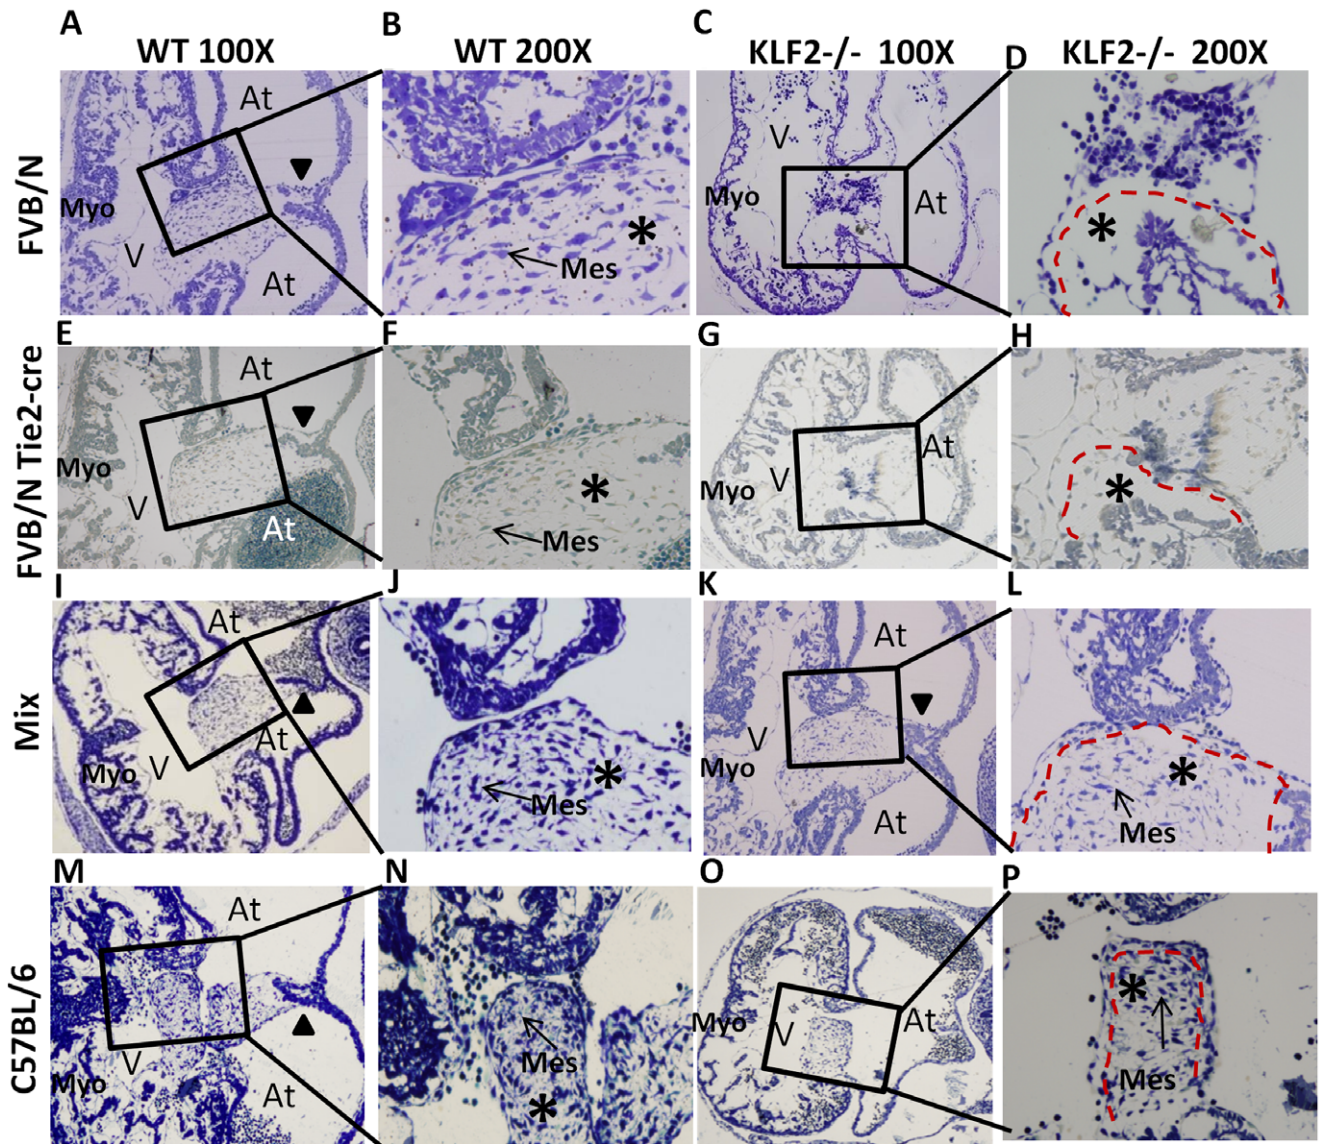 A B C D
WT 100X WT 200X KLF2-/- 100X KLF2-/- 200X
FVB/N
At
Myo
V
At
* Mes
V
Myo
At
*
E F G H
FVB/N Tie2-cre
At
Myo
V
At
* Mes
At
V
Myo
*
I J K L
Mix
At
At
Myo V
* Mes
At
V
Myo
At
* Mes
M N O P
C57BL/6
At
V
Myo
At
Mes
*
Myo V At
*
Mes